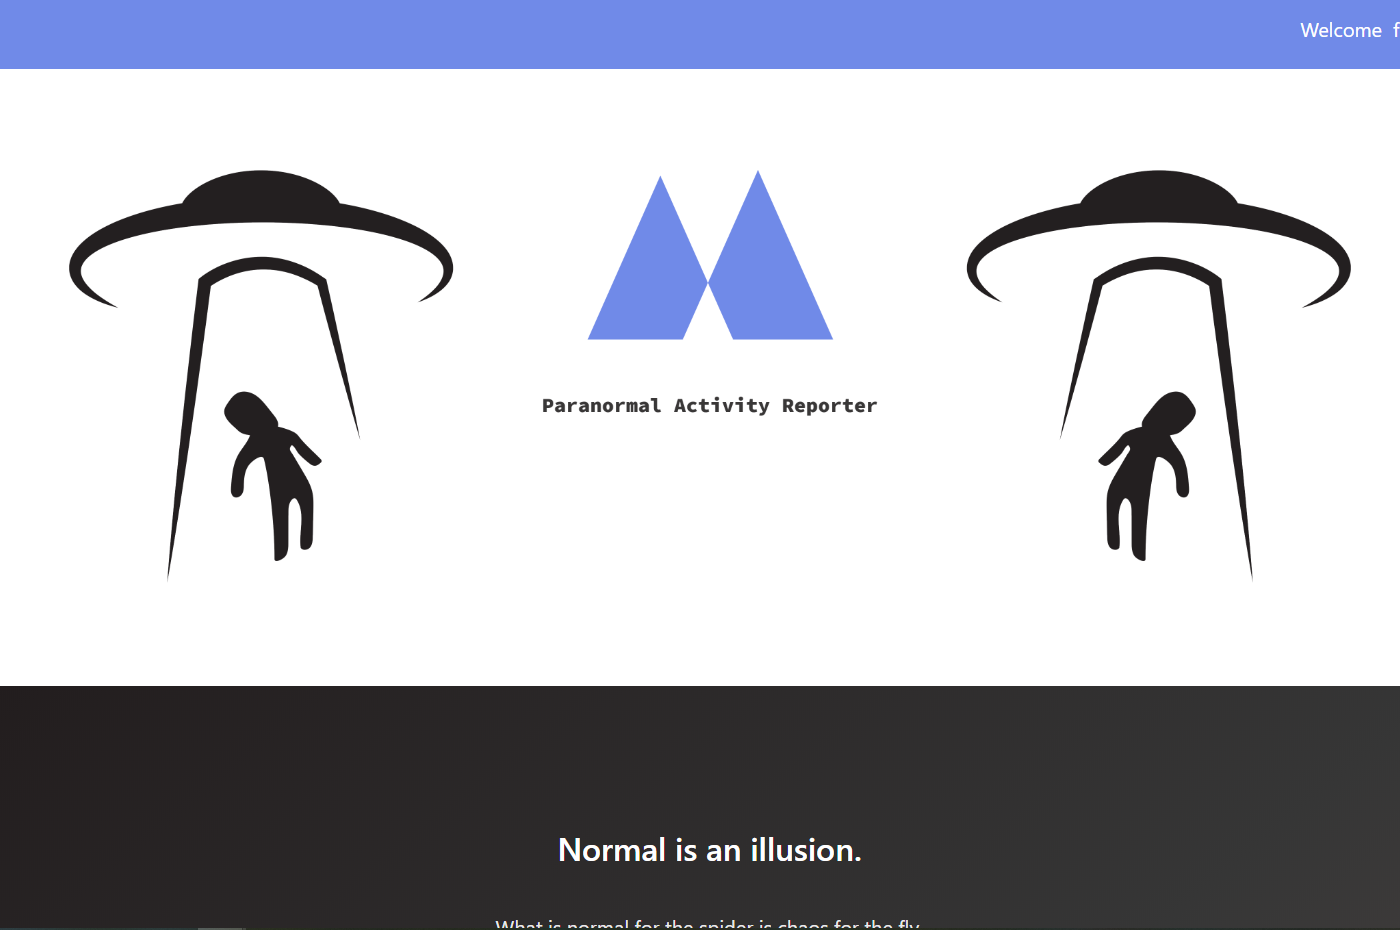 Welcome
Paranormal Activity Reporter
Normal is an illusion.
What is normal for the spider is chaos for the fly